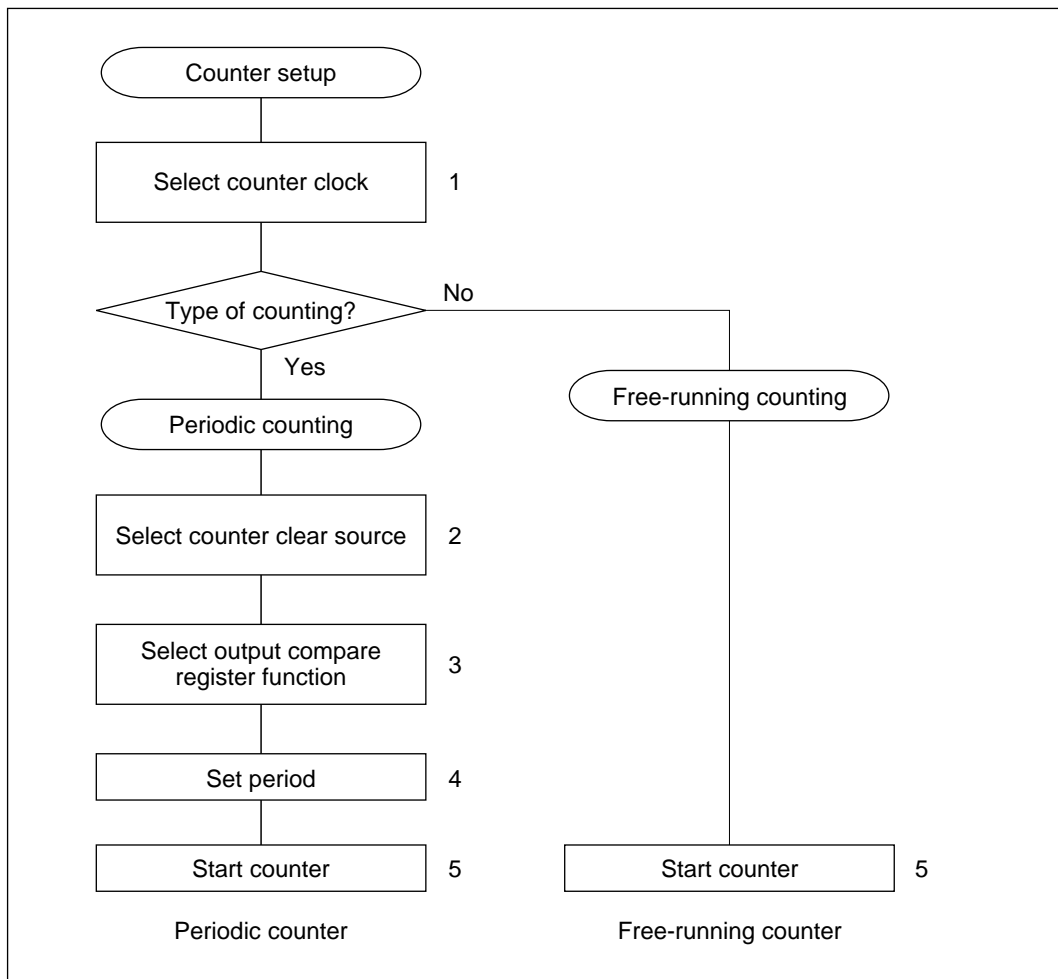 Counter setup
Select counter clock
1
Type of counting?
No
Yes
Free-running counting
Periodic counting
Select counter clear source
2
Select output compare
register function
3
Set period
4
Start counter
5
Start counter
5
Periodic counter
Free-running counter